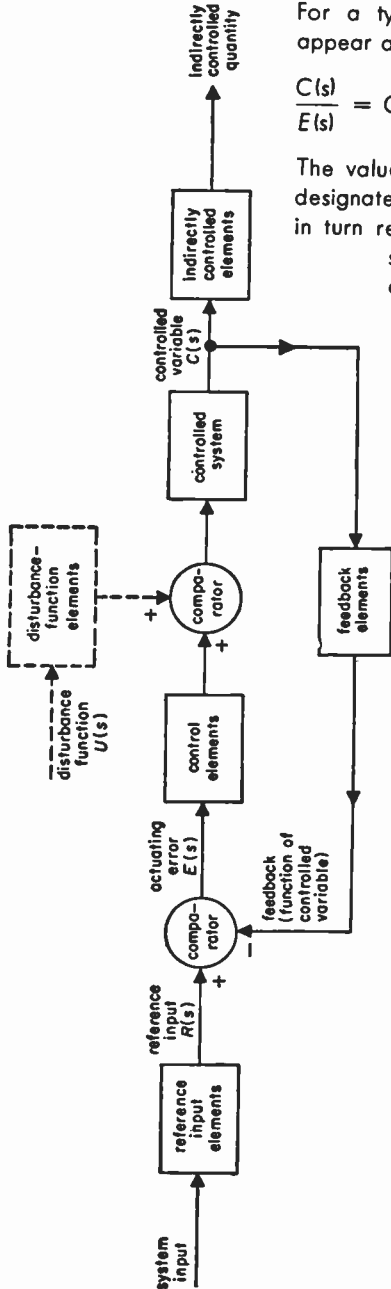 system
input
reference
input
elements
reference
input
R(s)
+
−
compa-
rator
actuating
error
E(s)
control
elements
disturbance
function
U(s)
disturbance-
function
elements
+
+
compa-
rator
controlled
system
controlled
variable
C(s)
indirectly
controlled
elements
indirectly
controlled
quantity
feedback
(function of
controlled
variable)
feedback
elements
For a ty
appear a
C(s)
E(s)
=
The value
designate
in turn re
s